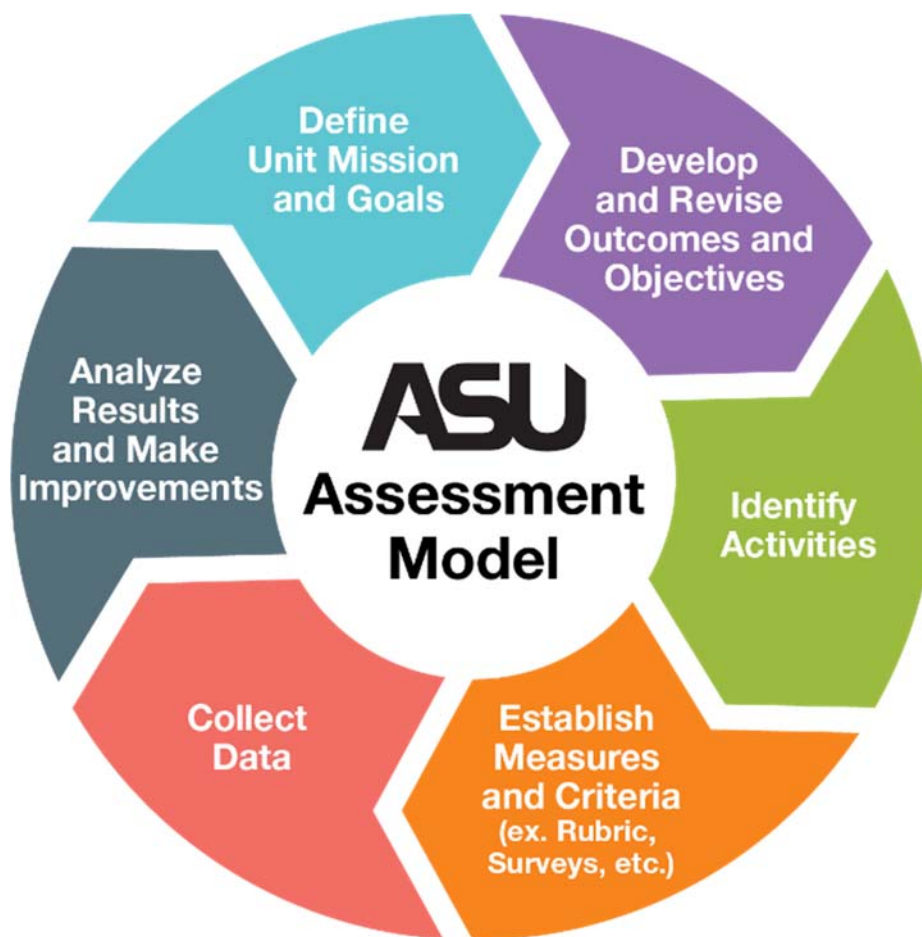 Define
Unit Mission
and Goals
Develop
and Revise
Outcomes and
Objectives
Identify
Activities
Establish
Measures
and Criteria
(ex. Rubric,
Surveys, etc.)
Collect
Data
Analyze
Results
and Make
Improvements
ASU
Assessment
Model